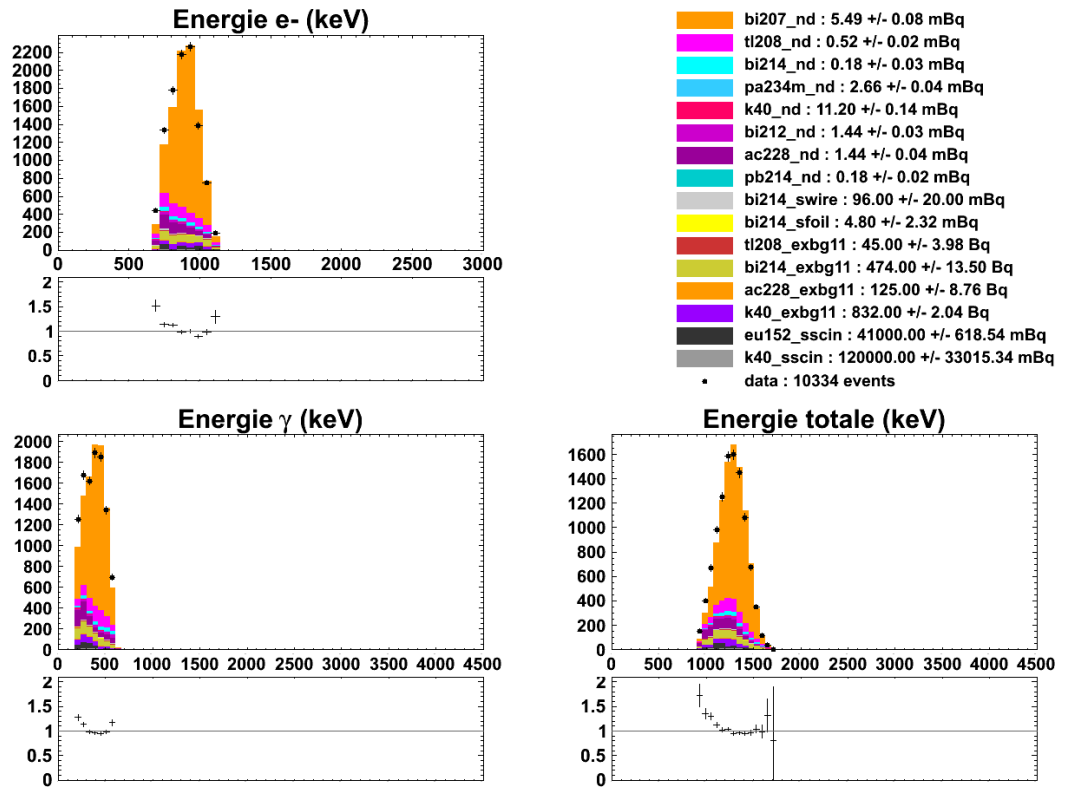 Energie e- (keV)
2200
2000
1800
1600
1400
1200
1000
800
600
400
200
0
0 500 1000 1500 2000 2500 3000
2
1.5
1
0.5
0
bi207_nd : 5.49 +/- 0.08 mBq
tl208_nd : 0.52 +/- 0.02 mBq
bi214_nd : 0.18 +/- 0.03 mBq
pa234m_nd : 2.66 +/- 0.04 mBq
k40_nd : 11.20 +/- 0.14 mBq
bi212_nd : 1.44 +/- 0.03 mBq
ac228_nd : 1.44 +/- 0.04 mBq
pb214_nd : 0.18 +/- 0.02 mBq
bi214_swire : 96.00 +/- 20.00 mBq
bi214_sfoil : 4.80 +/- 2.32 mBq
tl208_exbg11 : 45.00 +/- 3.98 Bq
bi214_exbg11 : 474.00 +/- 13.50 Bq
ac228_exbg11 : 125.00 +/- 8.76 Bq
k40_exbg11 : 832.00 +/- 2.04 Bq
eu152_sscin : 41000.00 +/- 618.54 mBq
k40_sscin : 120000.00 +/- 33015.34 mBq
data : 10334 events
Energie γ (keV)
2000
1800
1600
1400
1200
1000
800
600
400
200
0
0 500 1000 1500 2000 2500 3000 3500 4000 4500
2
1.5
1
0.5
0
Energie totale (keV)
1600
1400
1200
1000
800
600
400
200
0
0 500 1000 1500 2000 2500 3000 3500 4000 4500
2
1.5
1
0.5
0